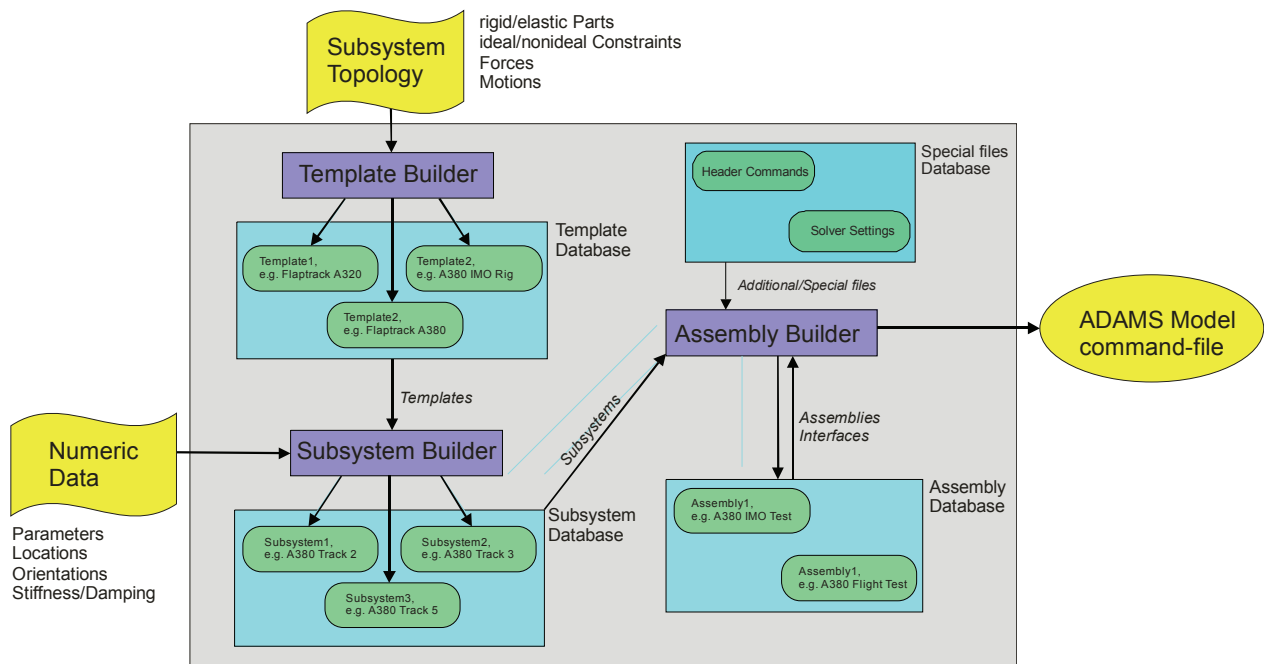 Subsystem
Topology
rigid/elastic Parts
ideal/nonideal Constraints
Forces
Motions
Template Builder
Template
Database
Template1,
e.g. Flaptrack A320
Template2,
e.g. A380 IMO Rig
Template2,
e.g. Flaptrack A380
Templates
Numeric
Data
Parameters
Locations
Orientations
Stiffness/Damping
Subsystem Builder
Subsystem
Database
Subsystem1,
e.g. A380 Track 2
Subsystem2,
e.g. A380 Track 3
Subsystem3,
e.g. A380 Track 5
Subsystems
Special files
Database
Header Commands
Solver Settings
Additional/Special files
Assembly Builder
Assemblies
Interfaces
Assembly
Database
Assembly1,
e.g. A380 IMO Test
Assembly1,
e.g. A380 Flight Test
ADAMS Model
command-file